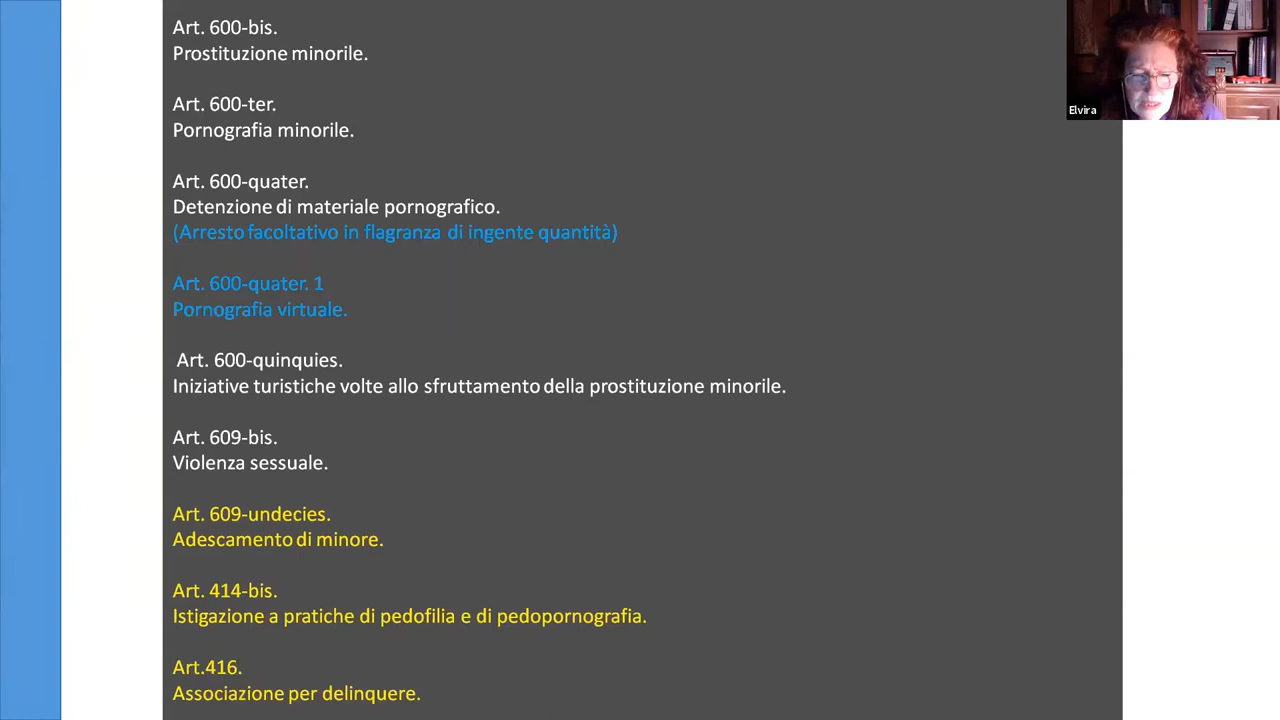 Art. 600-bis.
Prostituzione minorile.
Art. 600-ter.
Pornografia minorile.
Art. 600-quater.
Detenzione di materiale pornografico.
(Arresto facoltativo in flagranza di ingente quantità)
Art. 600-quater. 1
Pornografia virtuale.
Art. 600-quinquies.
Iniziative turistiche volte allo sfruttamento della prostituzione minorile.
Art. 609-bis.
Violenza sessuale.
Art. 609-undecies.
Adescamento di minore.
Art. 414-bis.
Istigazione a pratiche di pedofilia e di pedopornografia.
Art.416.
Associazione per delinquere.
Elvira